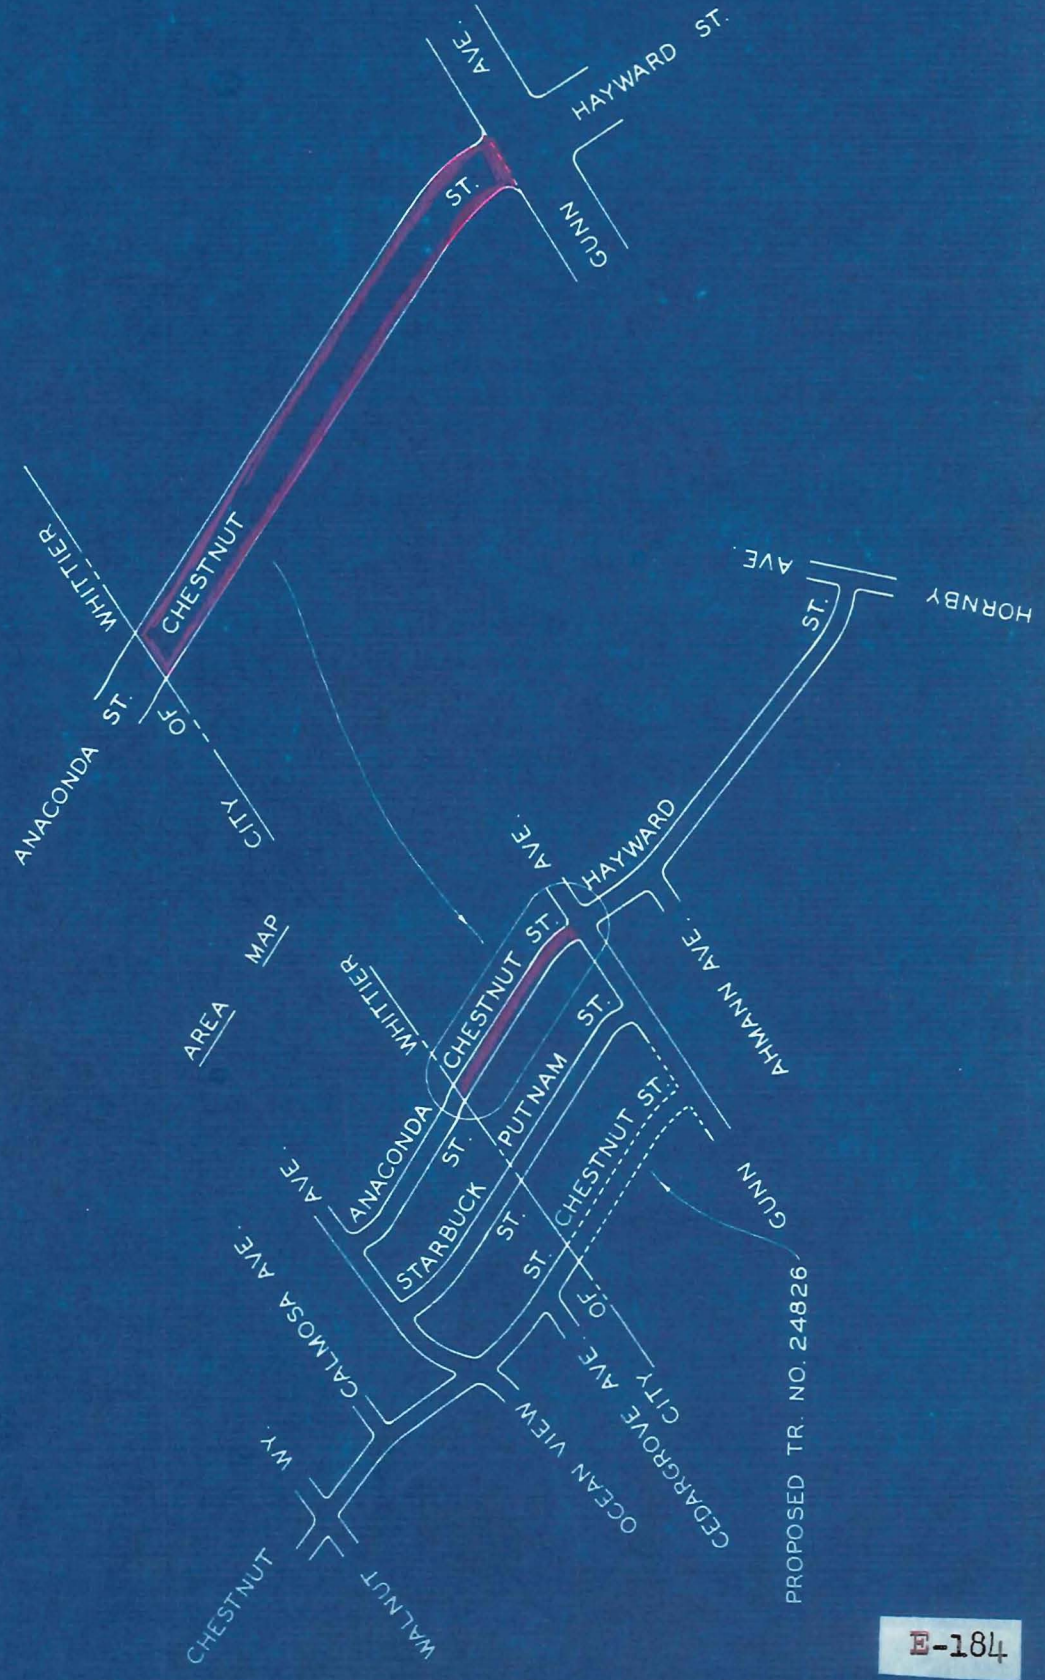 AVE.
HAYWARD ST.
ST.
GUNN
CHESTNUT
WHITTIER
ANACONDA ST.
OF
CITY
AVE.
HORNBY
ST.
AREA MAP
AVE.
HAYWARD
WHITTIER
CHESTNUT ST.
AHMANN AVE.
ANACONDA
ST.
PUTNAM ST.
CHESTNUT ST.
GUNN
AVE.
STARBUCK
ST.
ST.
OF
CITY
CALMOSA AVE.
CEDARGROVE AVE.
OCEAN VIEW
WY
CHESTNUT
WALNUT
PROPOSED TR. NO. 24826
E-184